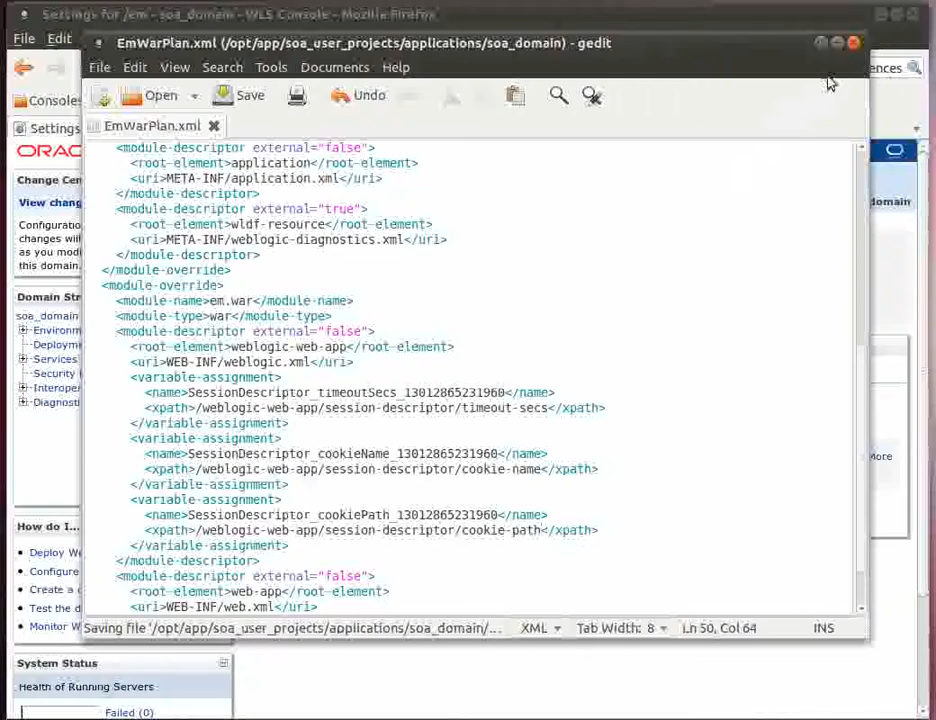 Settings for /em - soa_domain - WLS Console - Mozilla Firefox
File Edit
EmWarPlan.xml (/opt/app/soa_user_projects/applications/soa_domain) - gedit
File Edit View Search Tools Documents Help
ences
Open Save Undo
Consoles
EmWarPlan.xml
Settings
ORAC
Change Cen
View chang
Configuratio
changes will
as you modi
this domain.
Domain Str
soa_domain
Environm
Deploym
Services
Security
Interope
Diagnosti
omain
More
<module-descriptor external="false">
<root-element>application</root-element>
<uri>META-INF/application.xml</uri>
</module-descriptor>
<module-descriptor external="true">
<root-element>wldf-resource</root-element>
<uri>META-INF/weblogic-diagnostics.xml</uri>
</module-descriptor>
</module-override>
<module-override>
<module-name>em.war</module-name>
<module-type>war</module-type>
<module-descriptor external="false">
<root-element>weblogic-web-app</root-element>
<uri>WEB-INF/weblogic.xml</uri>
<variable-assignment>
<name>SessionDescriptor_timeoutSecs_13012865231960</name>
<xpath>/weblogic-web-app/session-descriptor/timeout-secs</xpath>
</variable-assignment>
<variable-assignment>
<name>SessionDescriptor_cookieName_13012865231960</name>
<xpath>/weblogic-web-app/session-descriptor/cookie-name</xpath>
</variable-assignment>
<variable-assignment>
<name>SessionDescriptor_cookiePath_13012865231960</name>
<xpath>/weblogic-web-app/session-descriptor/cookie-path</xpath>
</variable-assignment>
</module-descriptor>
<module-descriptor external="false">
<root-element>web-app</root-element>
<uri>WEB-INF/web.xml</uri>
Saving file '/opt/app/soa_user_projects/applications/soa_domain/... XML Tab Width: 8 Ln 50, Col 64 INS
How do I...
Deploy We
Configure
Create a c
Test the d
Monitor W
System Status
Health of Running Servers
Failed (0)